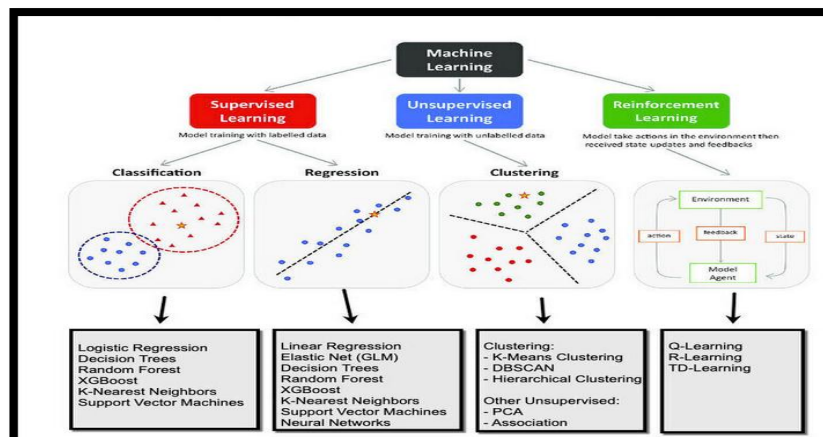 Machine
Learning
Supervised
Learning
Unsupervised
Learning
Reinforcement
Learning
Model training with labelled data
Model training with unlabelled data
Model take actions in the environment then
received state updates and feedbacks
Classification
Regression
Clustering
Environment
action
feedback
state
Model
Agent
Logistic Regression
Decision Trees
Random Forest
XGBoost
K-Nearest Neighbors
Support Vector Machines
Linear Regression
Elastic Net (GLM)
Decision Trees
Random Forest
XGBoost
K-Nearest Neighbors
Support Vector Machines
Neural Networks
Clustering:
- K-Means Clustering
- DBSCAN
- Hierarchical Clustering
Other Unsupervised:
- PCA
- Association
Q-Learning
R-Learning
TD-Learning